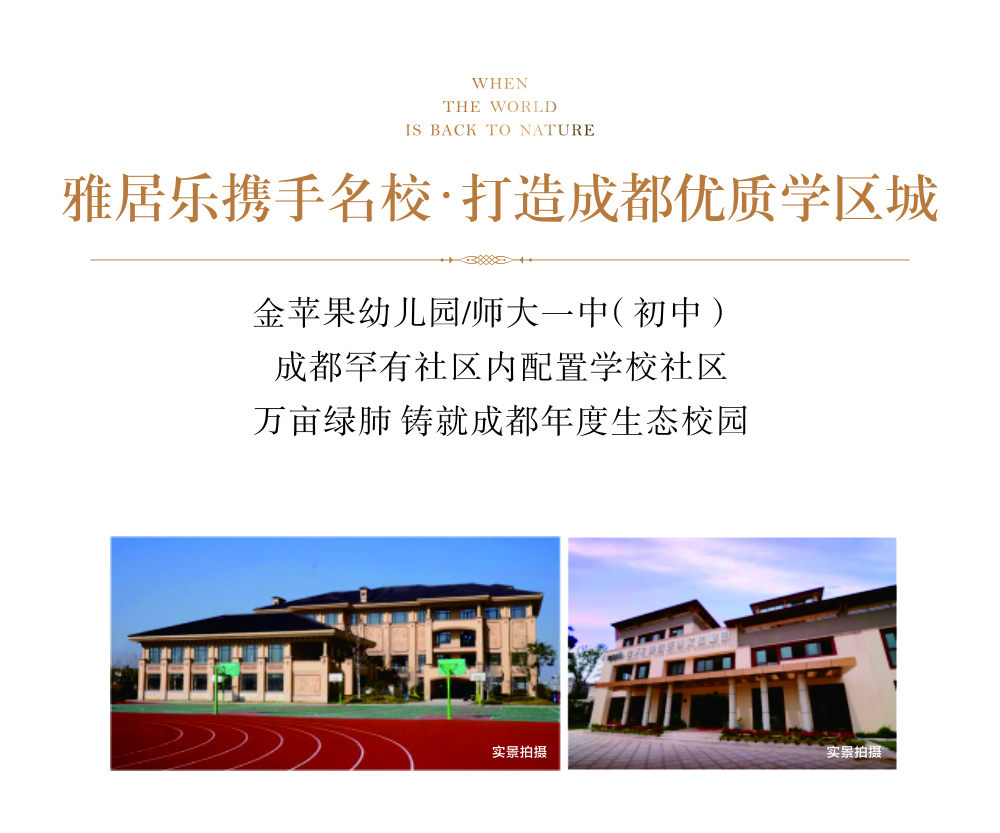 WHEN
THE WORLD
IS BACK TO NATURE
雅居乐携手名校·打造成都优质学区城
金苹果幼儿园/师大一中(初中)
成都罕有社区内配置学校社区
万亩绿肺 铸就成都年度生态校园
实景拍摄
实景拍摄